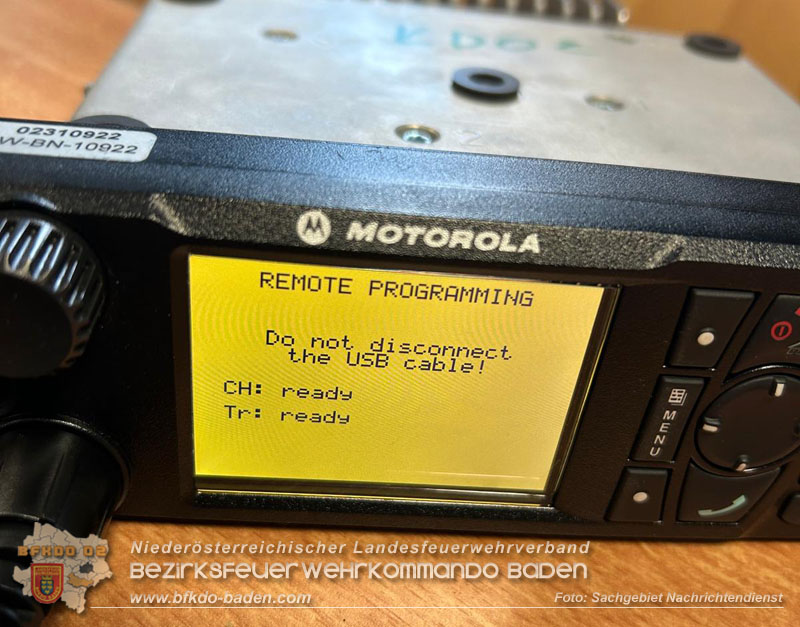 KDO2
02310922
W-BN-10922
MOTOROLA
REMOTE PROGRAMMING
Do not disconnect
the USB cable!
CH: ready
Tr: ready
MENU
BFKDO 02
Niederösterreichischer Landesfeuerwehrverband
Bezirksfeuerwehrkommando Baden
www.bfkdo-baden.com
Foto: Sachgebiet Nachrichtendienst